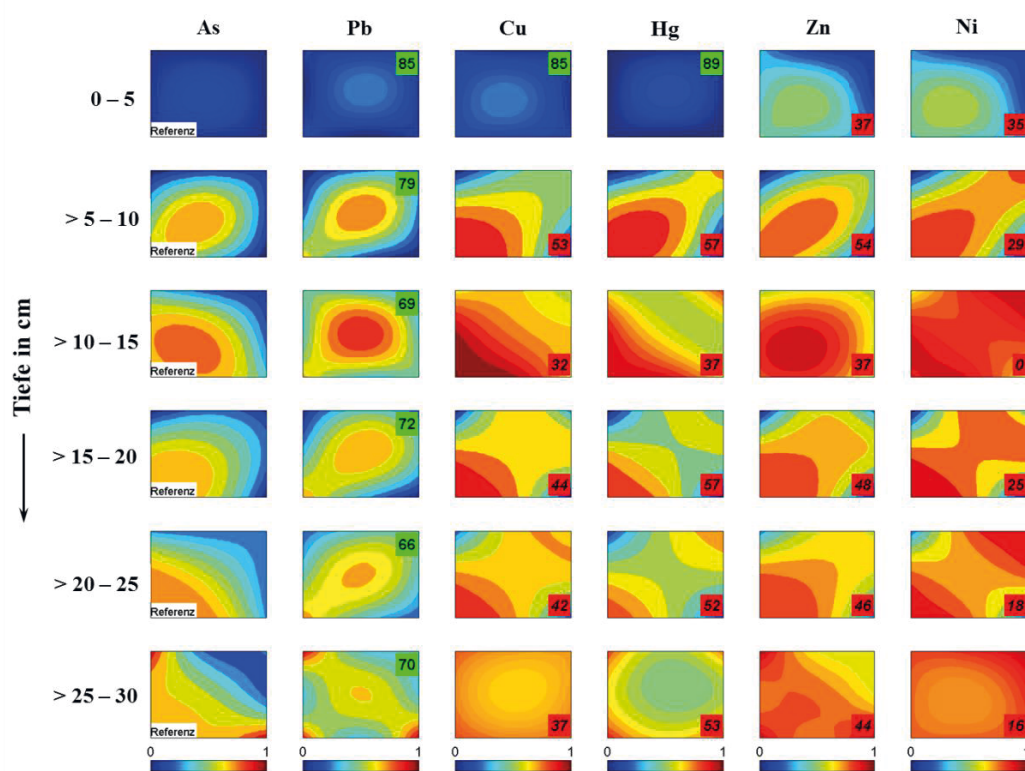 As Pb Cu Hg Zn Ni
0 – 5 Referenz 85 85 89 37 35
> 5 – 10 Referenz 79 53 57 54 29
> 10 – 15 Referenz 69 32 37 37 0
> 15 – 20 Referenz 72 44 57 48 25
> 20 – 25 Referenz 66 42 52 46 18
> 25 – 30 Referenz 70 37 53 44 16
Tiefe in cm
0 1 0 1 0 1 0 1 0 1 0 1